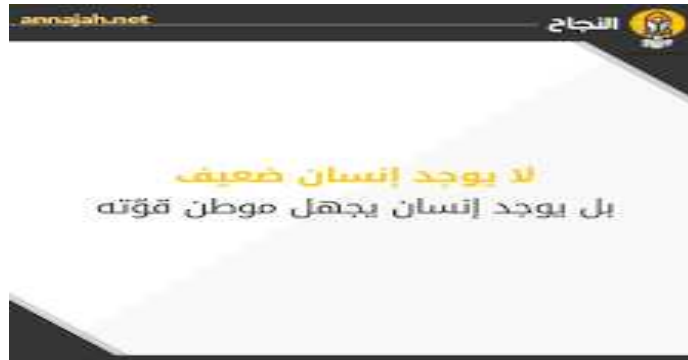 annajah.net
النجاح
لا يوجد إنسان ضعيف
بل يوجد إنسان يجهل موطن قوّته